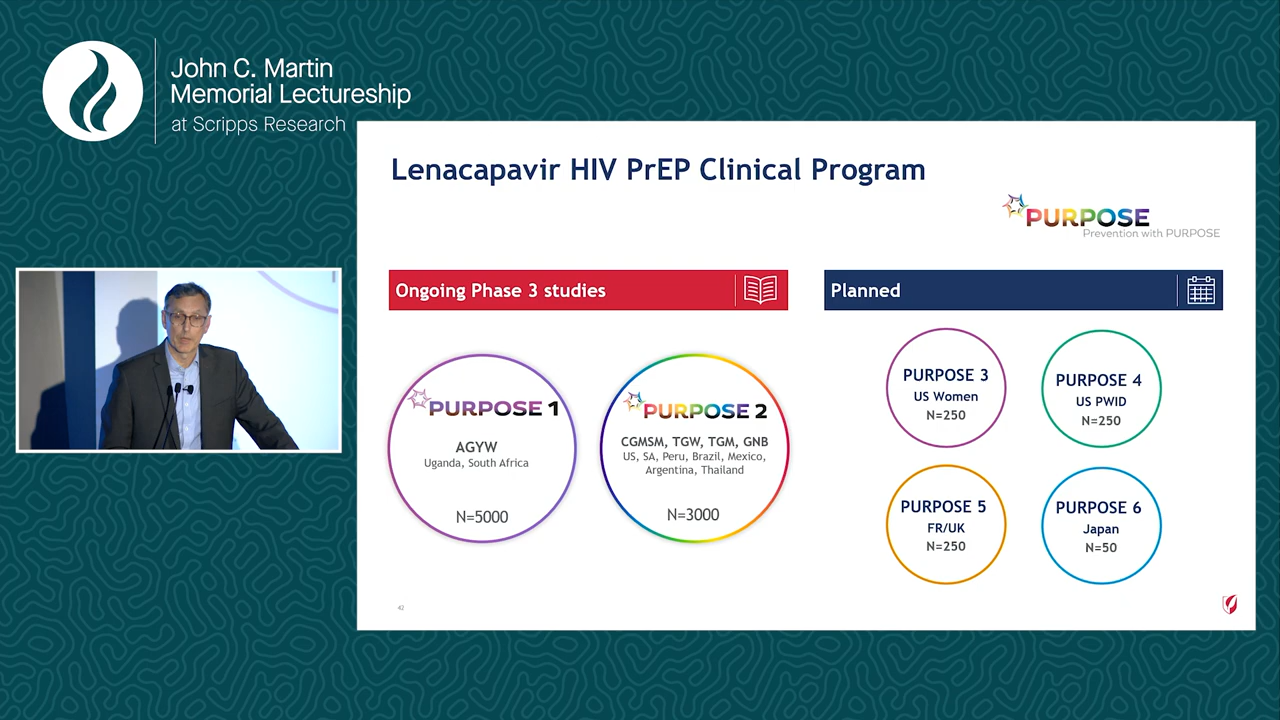 John C. Martin
Memorial Lectureship
at Scripps Research
Lenacapavir HIV PrEP Clinical Program
PURPOSE
Prevention with PURPOSE
Ongoing Phase 3 studies
Planned
PURPOSE 1
AGYW
Uganda, South Africa
N=5000
PURPOSE 2
CGMSM, TGW, TGM, GNB
US, SA, Peru, Brazil, Mexico,
Argentina, Thailand
N=3000
PURPOSE 3
US Women
N=250
PURPOSE 4
US PWID
N=250
PURPOSE 5
FR/UK
N=250
PURPOSE 6
Japan
N=50
42